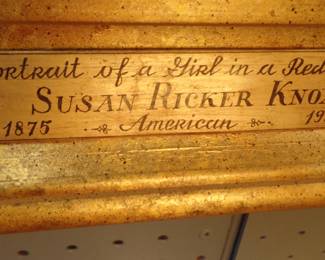 ortrait of a Girl in a Red
SUSAN RICKER KNO
1875 American 19